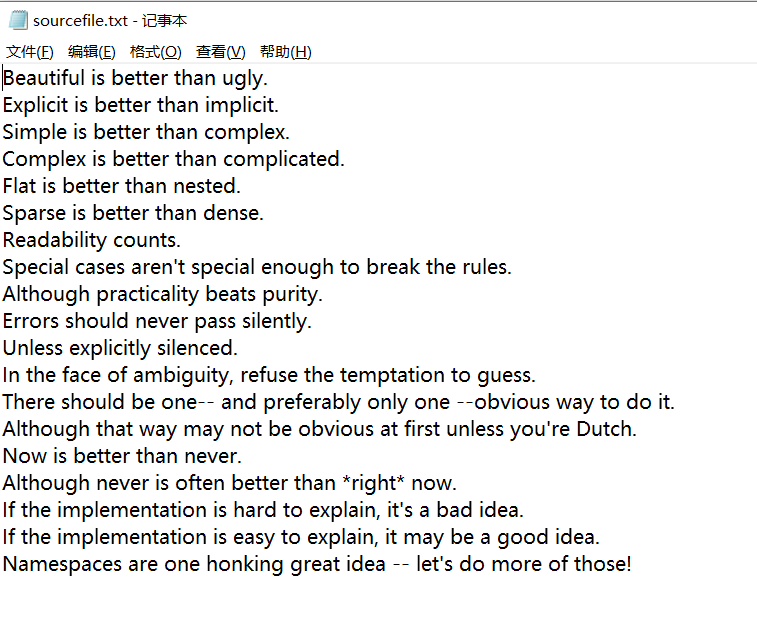 sourcefile.txt - 记事本
文件(F) 编辑(E) 格式(O) 查看(V) 帮助(H)
Beautiful is better than ugly.
Explicit is better than implicit.
Simple is better than complex.
Complex is better than complicated.
Flat is better than nested.
Sparse is better than dense.
Readability counts.
Special cases aren't special enough to break the rules.
Although practicality beats purity.
Errors should never pass silently.
Unless explicitly silenced.
In the face of ambiguity, refuse the temptation to guess.
There should be one-- and preferably only one --obvious way to do it.
Although that way may not be obvious at first unless you're Dutch.
Now is better than never.
Although never is often better than *right* now.
If the implementation is hard to explain, it's a bad idea.
If the implementation is easy to explain, it may be a good idea.
Namespaces are one honking great idea -- let's do more of those!